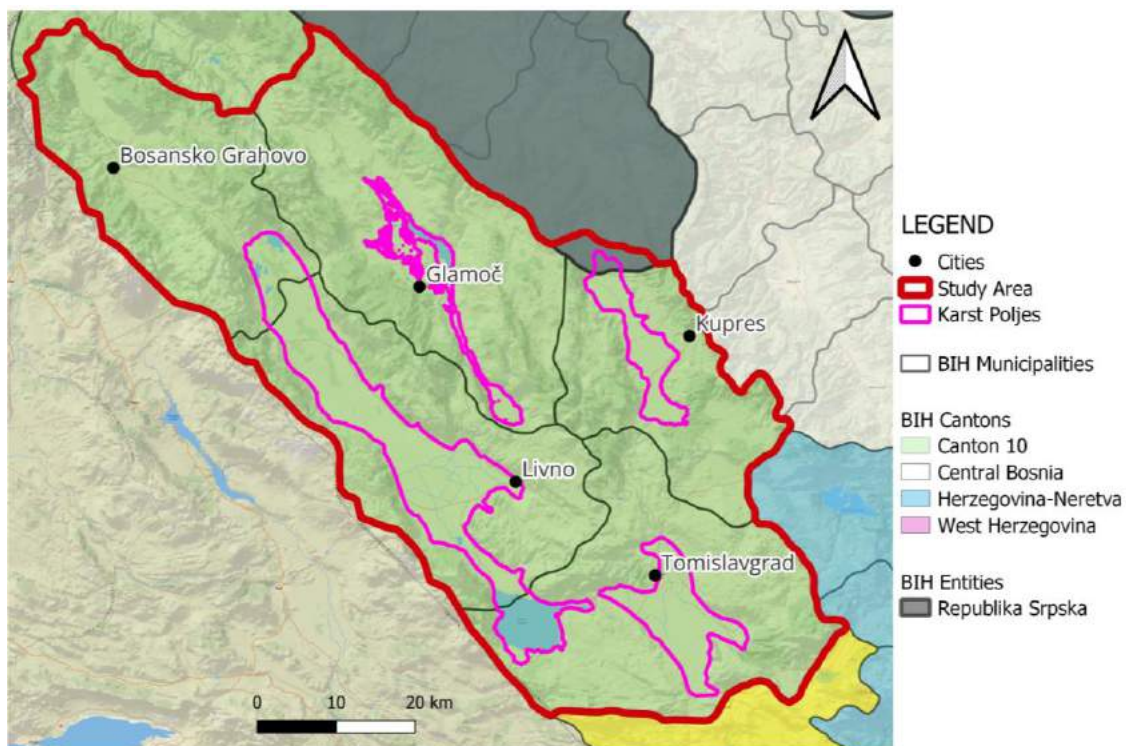 Bosansko Grahovo
Glamoč
Kupres
Livno
Tomislavgrad
0 10 20 km
LEGEND
Cities
Study Area
Karst Poljes
BIH Municipalities
BIH Cantons
Canton 10
Central Bosnia
Herzegovina-Neretva
West Herzegovina
BIH Entities
Republika Srpska